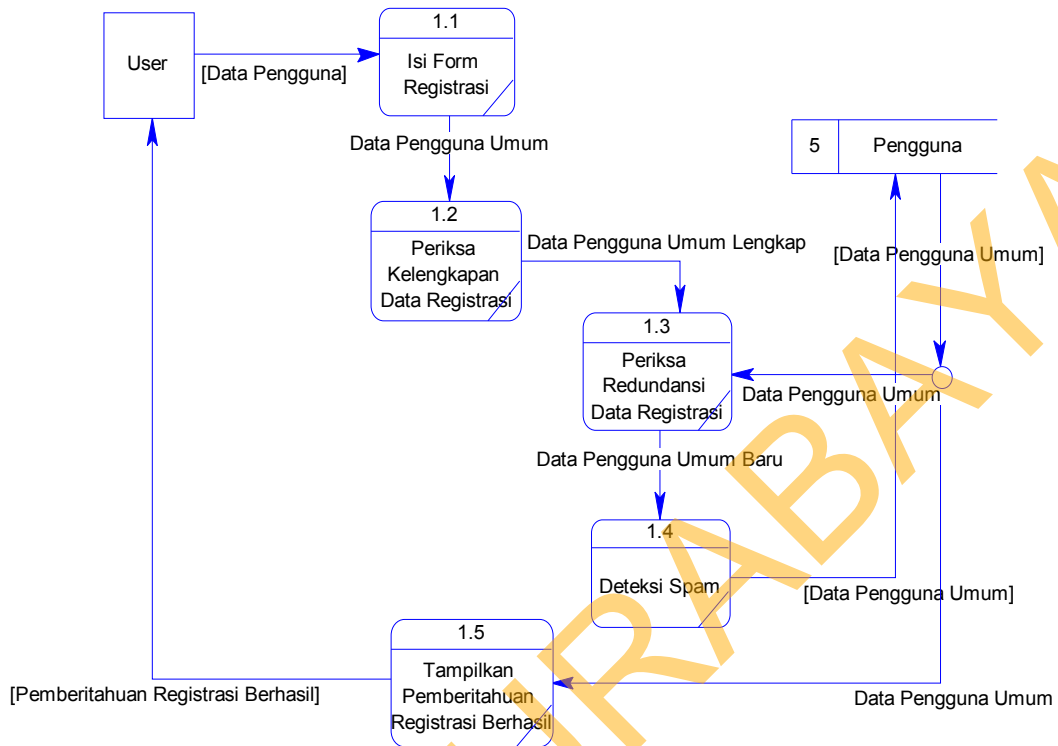 1.1
User
Isi Form
Registrasi
[Data Pengguna]
Data Pengguna Umum
5
Pengguna
1.2
Periksa
Kelengkapan
Data Registrasi
Data Pengguna Umum Lengkap
[Data Pengguna Umum]
1.3
Periksa
Redundansi
Data Registrasi
Data Pengguna Umum
Data Pengguna Umum Baru
1.4
Deteksi Spam
[Data Pengguna Umum]
1.5
Tampilkan
Pemberitahuan
Registrasi Berhasil
[Pemberitahuan Registrasi Berhasil]
Data Pengguna Umum
URABAYA